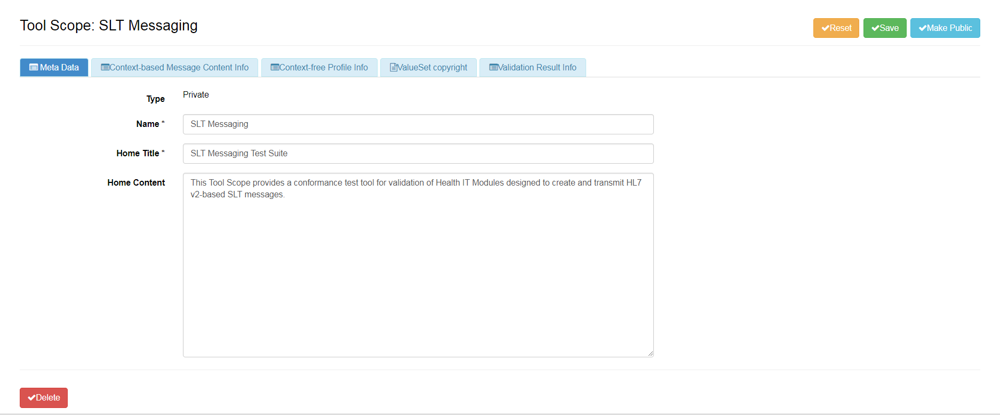 Tool Scope: SLT Messaging
Reset Save Make Public
Meta Data Context-based Message Content Info Context-free Profile Info ValueSet copyright Validation Result Info
Type Private
Name * SLT Messaging
Home Title * SLT Messaging Test Suite
Home Content This Tool Scope provides a conformance test tool for validation of Health IT Modules designed to create and transmit HL7
v2-based SLT messages.
Delete